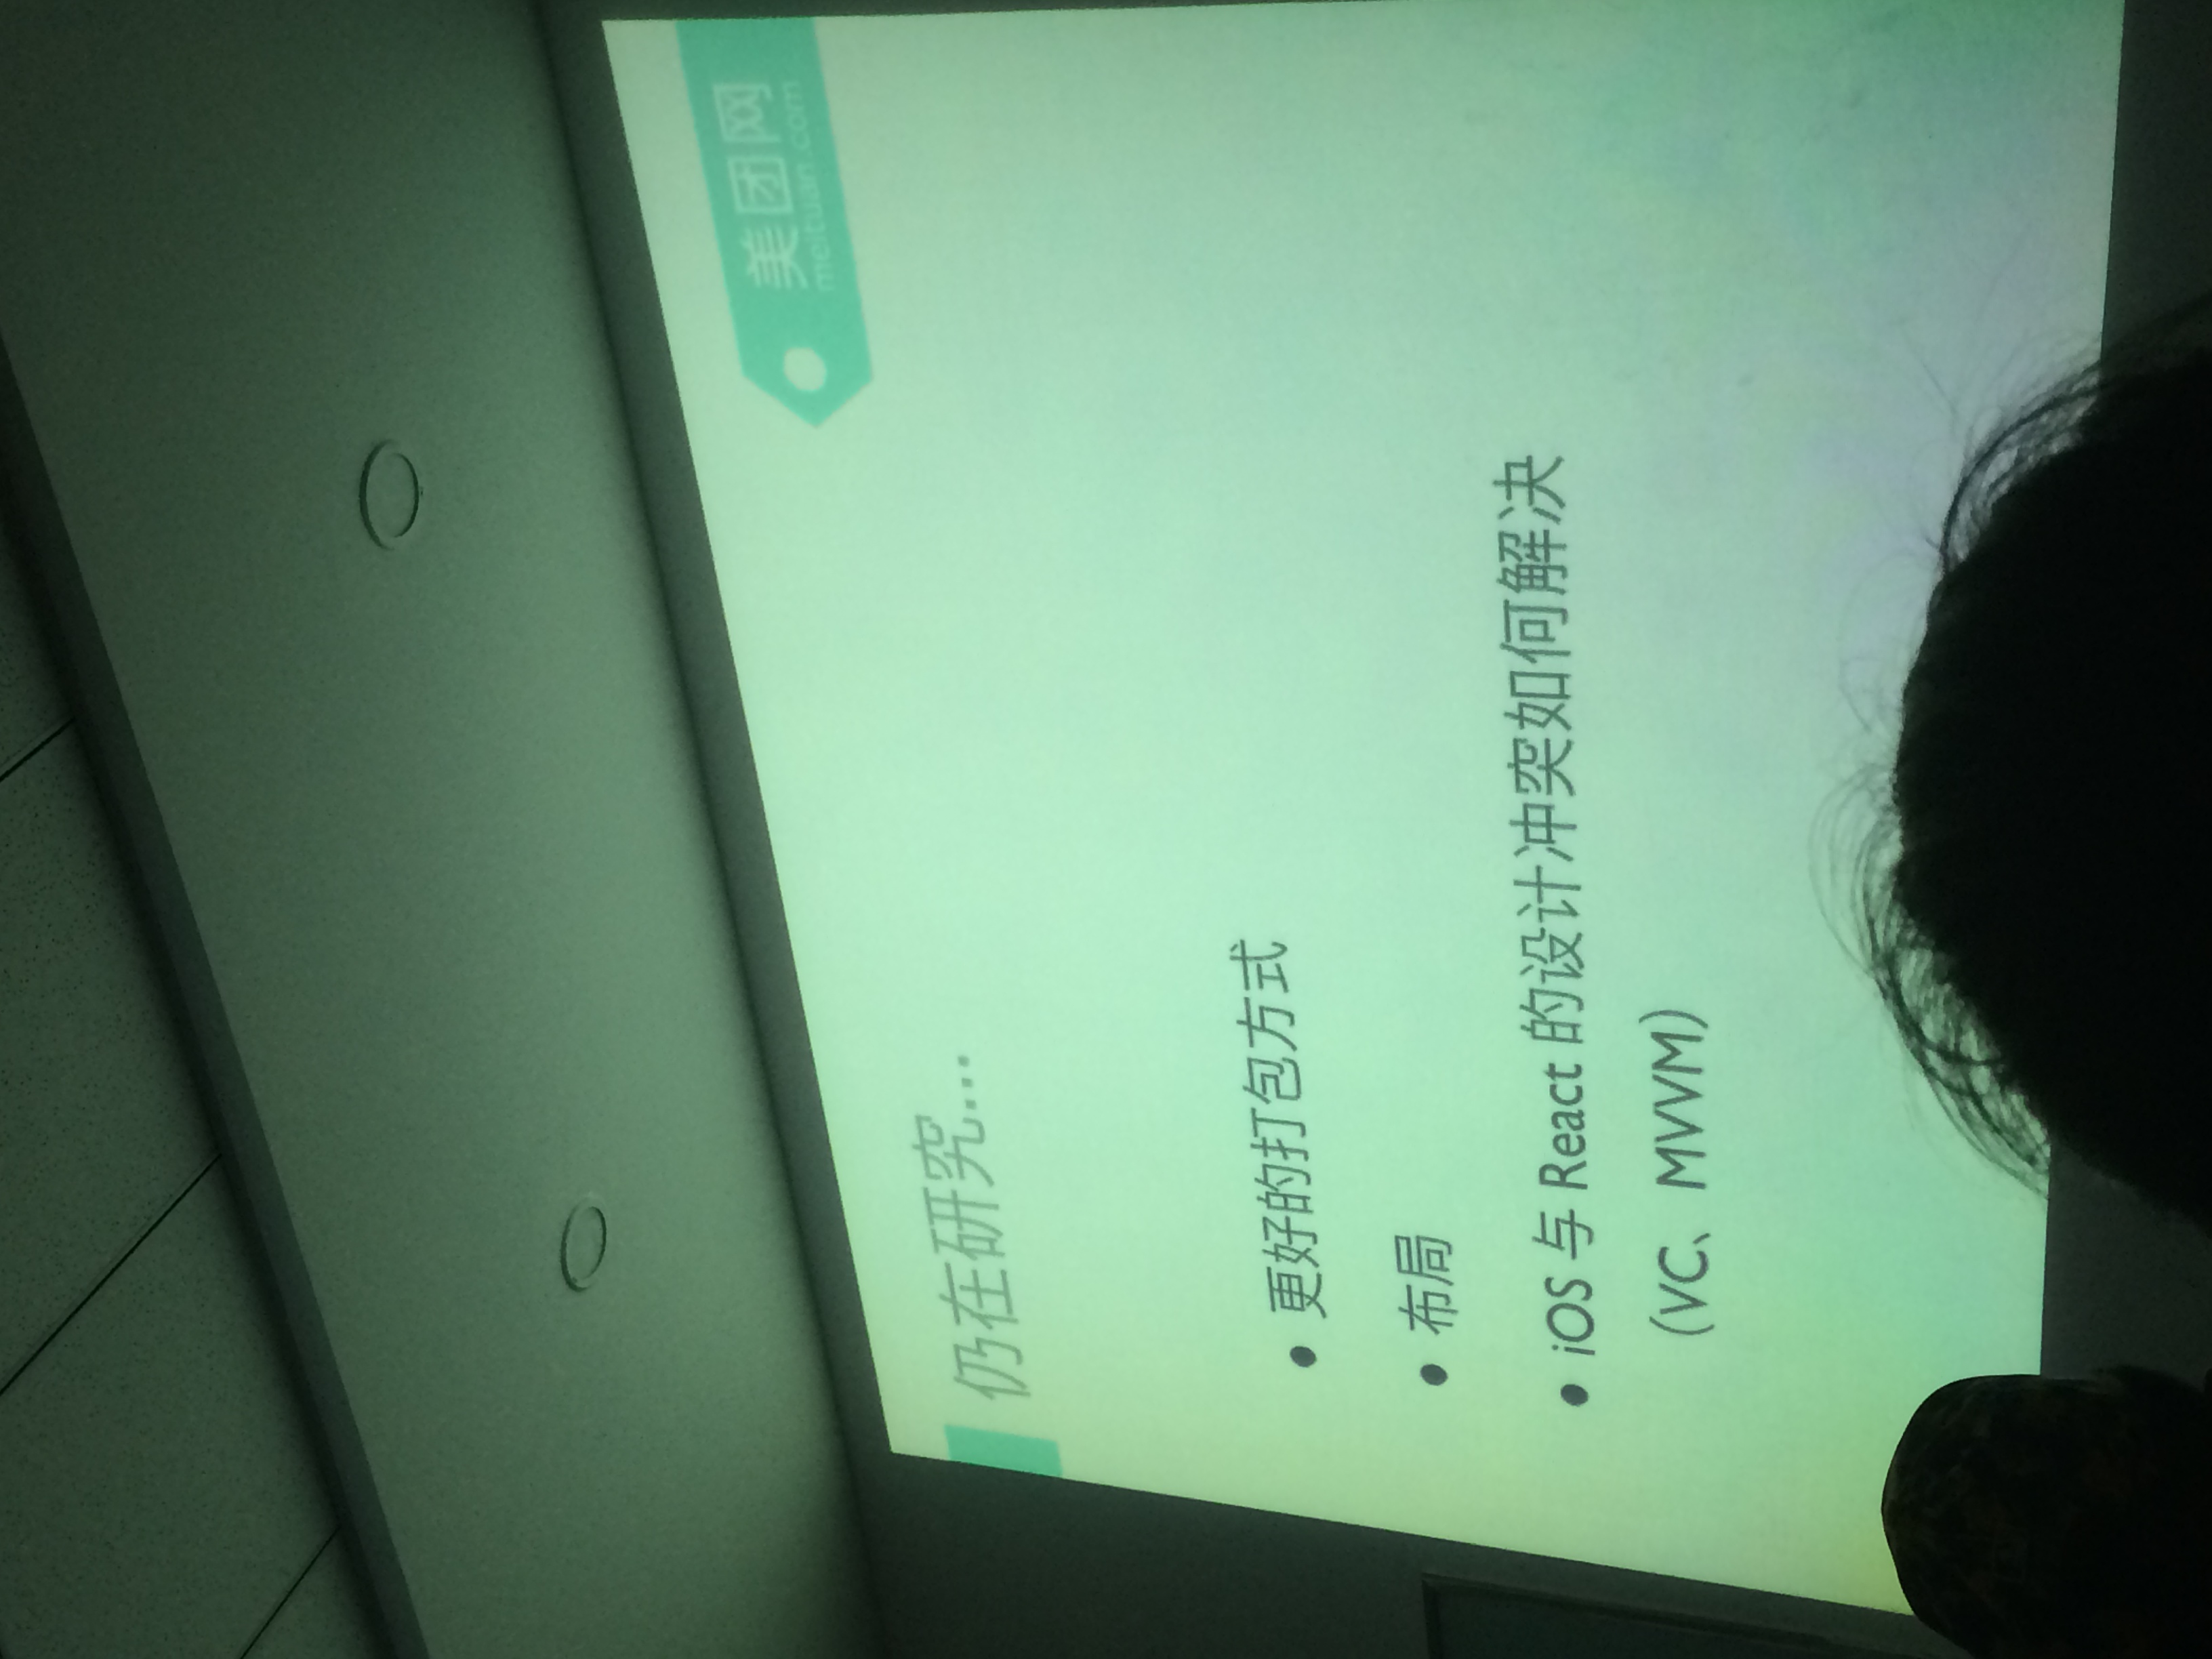 美团网
meituan.com
仍在研究...
• 更好的打包方式
• 布局
• iOS 与 React 的设计冲突如何解决
（VC、MVVM）